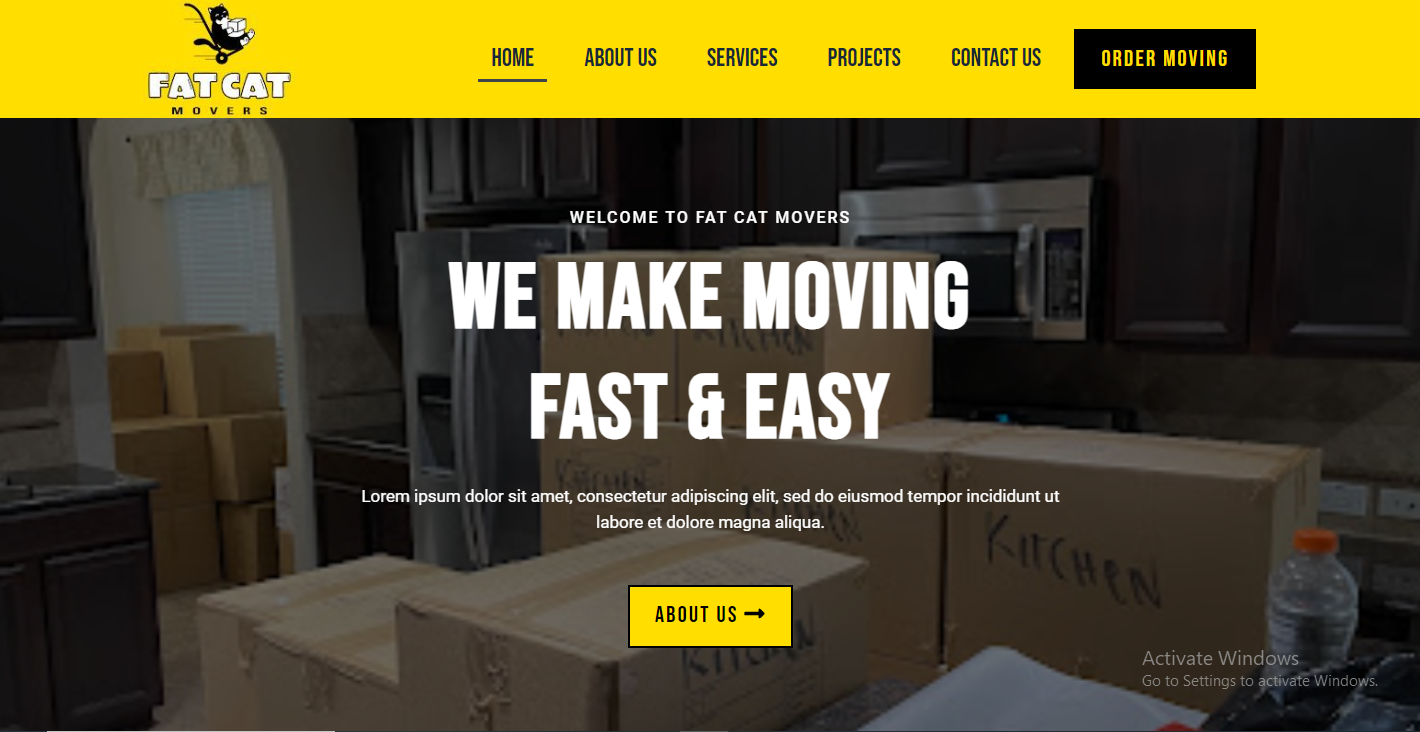 FAT CAT
MOVERS
HOME
ABOUT US
SERVICES
PROJECTS
CONTACT US
ORDER MOVING
WELCOME TO FAT CAT MOVERS
WE MAKE MOVING
FAST & EASY
Lorem ipsum dolor sit amet, consectetur adipiscing elit, sed do eiusmod tempor incididunt ut
labore et dolore magna aliqua.
KITCHEN
KITCHEN
KITCHEN
ABOUT US
KITCHEN
Activate Windows
Go to Settings to activate Windows.